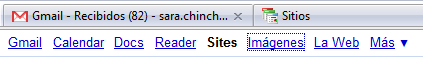 Gmail - Recibidos (82) - sara.chinch... Sitios
Gmail Calendar Docs Reader Sites Imágenes La Web Más ▼